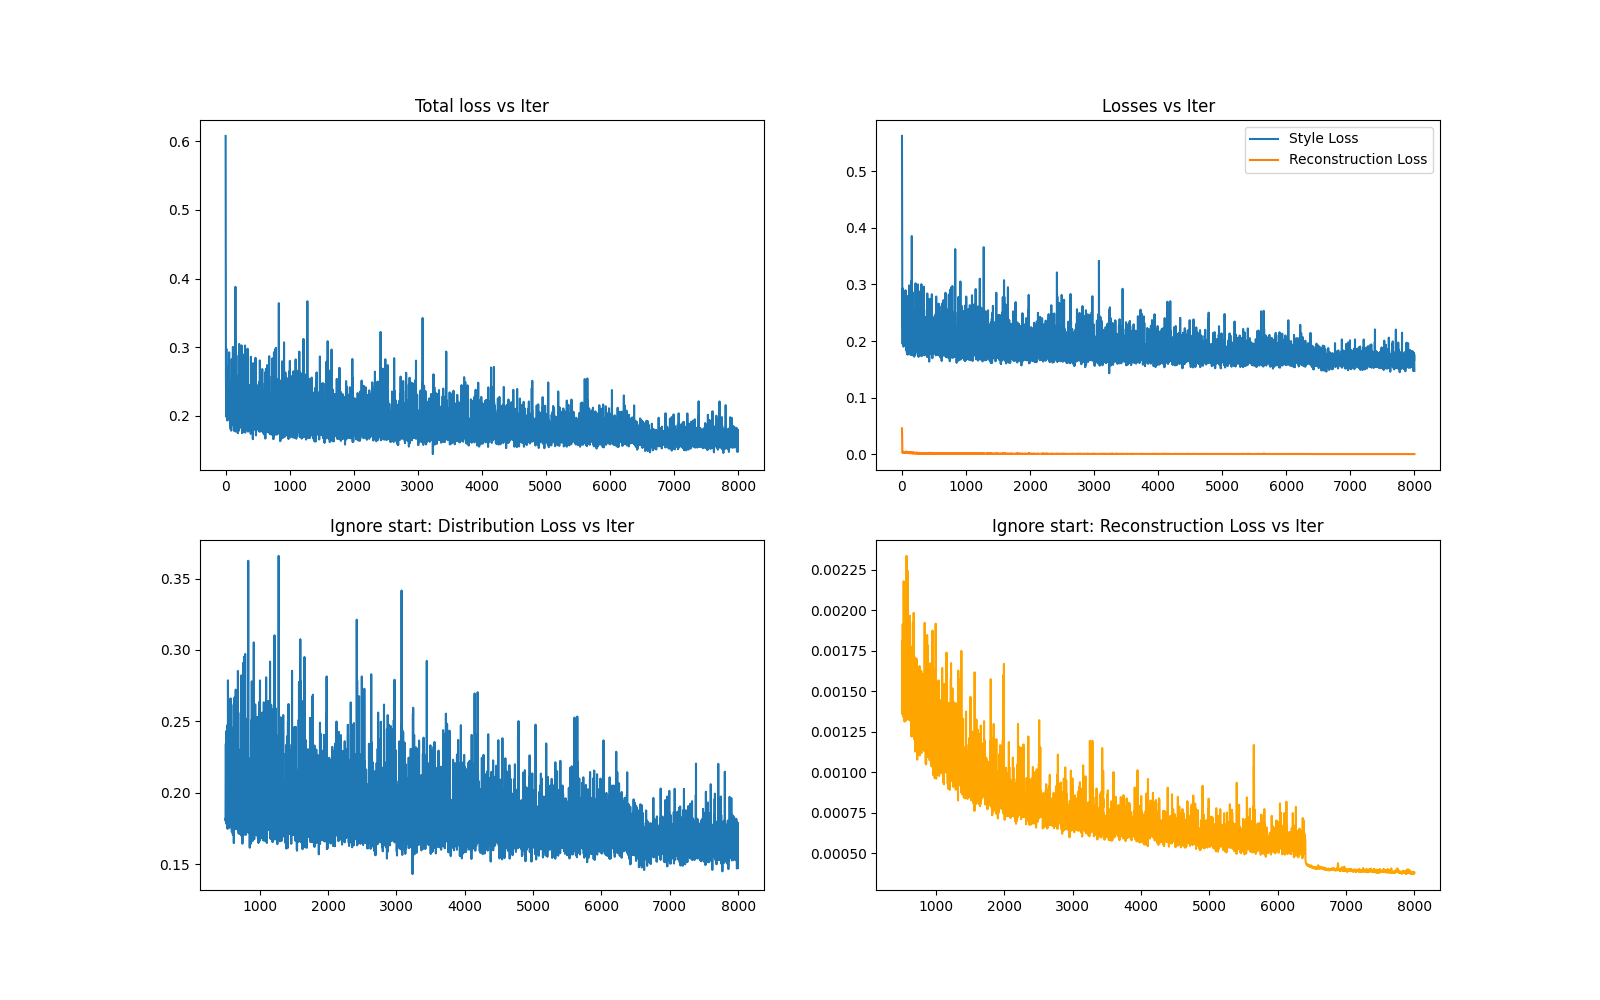 Total loss vs Iter
0.6
0.5
0.4
0.3
0.2
0 1000 2000 3000 4000 5000 6000 7000 8000
Losses vs Iter
Style Loss
Reconstruction Loss
0.5
0.4
0.3
0.2
0.1
0.0
0 1000 2000 3000 4000 5000 6000 7000 8000
Ignore start: Distribution Loss vs Iter
0.35
0.30
0.25
0.20
0.15
1000 2000 3000 4000 5000 6000 7000 8000
Ignore start: Reconstruction Loss vs Iter
0.00225
0.00200
0.00175
0.00150
0.00125
0.00100
0.00075
0.00050
1000 2000 3000 4000 5000 6000 7000 8000